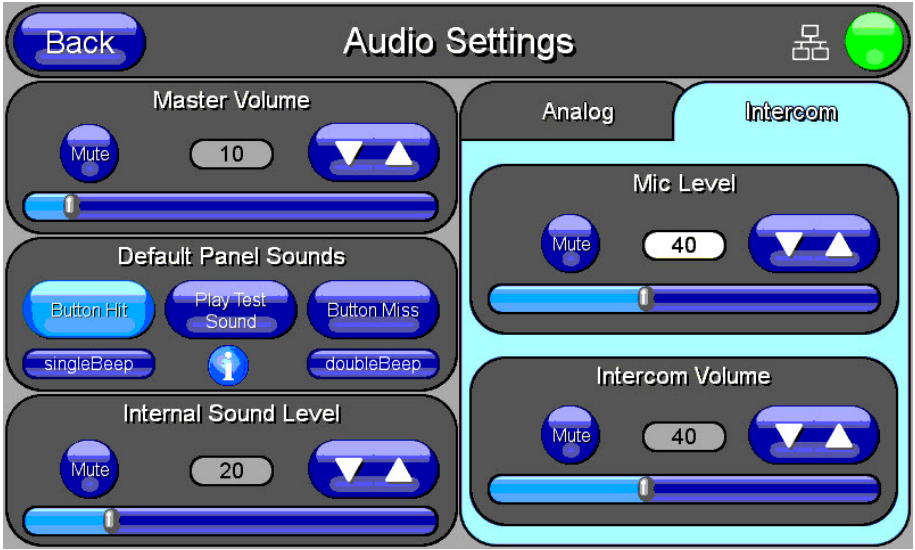 Back
Audio Settings
Master Volume
Mute
10
Default Panel Sounds
Button Hit
Play Test
Sound
Button Miss
singleBeep
i
doubleBeep
Internal Sound Level
Mute
20
Analog
Intercom
Mic Level
Mute
40
Intercom Volume
Mute
40